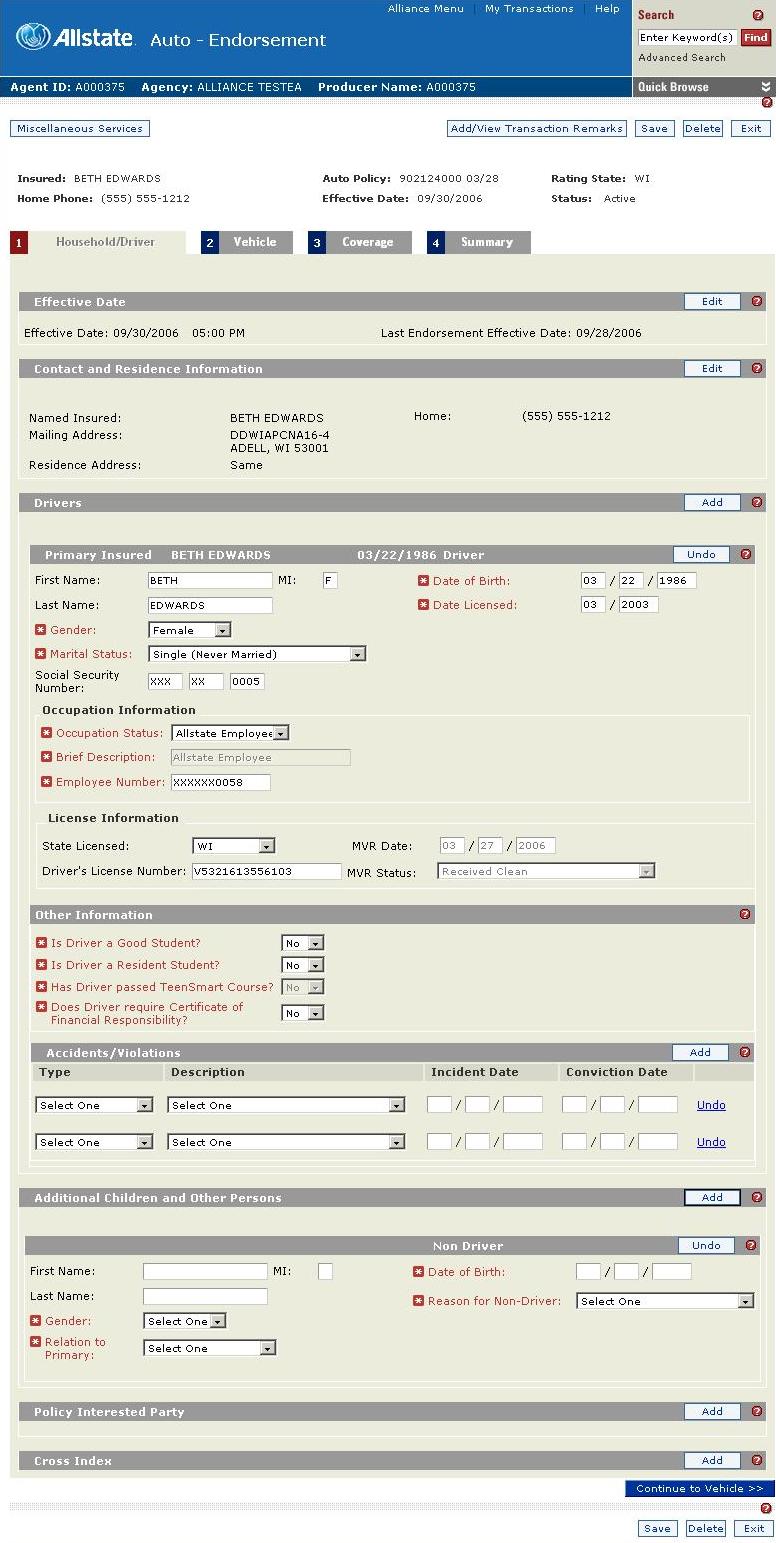 Alliance Menu | My Transactions | Help
Search
Allstate. Auto - Endorsement
Enter Keyword(s) Find
Advanced Search
Agent ID: A000375 Agency: ALLIANCE TESTEA Producer Name: A000375
Quick Browse
Miscellaneous Services Add/View Transaction Remarks Save Delete Exit
Insured: BETH EDWARDS Auto Policy: 902124000 03/28 Rating State: WI
Home Phone: (555) 555-1212 Effective Date: 09/30/2006 Status: Active
1 Household/Driver 2 Vehicle 3 Coverage 4 Summary
Effective Date Edit ?
Effective Date: 09/30/2006 05:00 PM Last Endorsement Effective Date: 09/28/2006
Contact and Residence Information Edit ?
Named Insured: BETH EDWARDS Home: (555) 555-1212
Mailing Address: DDWIAPCNA16-4
ADELL, WI 53001
Residence Address: Same
Drivers Add ?
Primary Insured BETH EDWARDS 03/22/1986 Driver Undo ?
First Name: BETH MI: F * Date of Birth: 03 / 22 / 1986
Last Name: EDWARDS * Date Licensed: 03 / 2003
* Gender: Female
* Marital Status: Single (Never Married)
Social Security
Number: XXX XX 0005
Occupation Information
* Occupation Status: Allstate Employee
* Brief Description: Allstate Employee
* Employee Number: XXXXXX0058
License Information
State Licensed: WI MVR Date: 03 / 27 / 2006
Driver's License Number: V5321613556103 MVR Status: Received Clean
Other Information ?
* Is Driver a Good Student? No
* Is Driver a Resident Student? No
* Has Driver passed TeenSmart Course? No
* Does Driver require Certificate of
Financial Responsibility? No
Accidents/Violations Add ?
Type Description Incident Date Conviction Date
Select One Select One / / / / Undo
Select One Select One / / / / Undo
Additional Children and Other Persons Add ?
Non Driver Undo ?
First Name: MI: * Date of Birth: / /
Last Name: * Reason for Non-Driver: Select One
* Gender: Select One
* Relation to
Primary: Select One
Policy Interested Party Add ?
Cross Index Add ?
Continue to Vehicle >>
?
Save Delete Exit